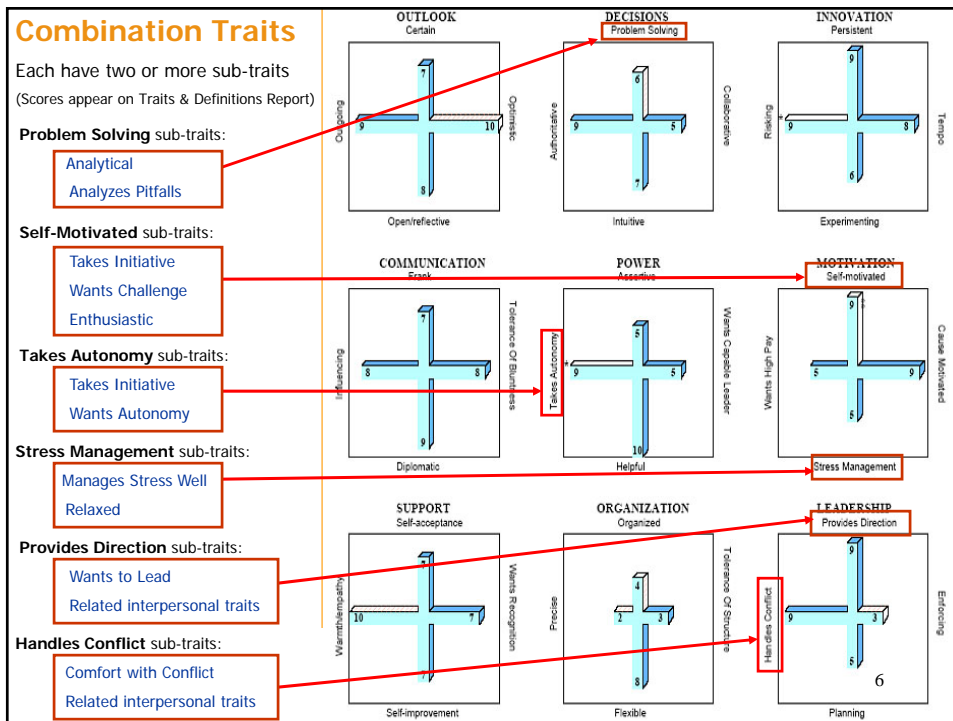 Combination Traits
Each have two or more sub-traits
(Scores appear on Traits & Definitions Report)
Problem Solving sub-traits:
Analytical
Analyzes Pitfalls
Self-Motivated sub-traits:
Takes Initiative
Wants Challenge
Enthusiastic
Takes Autonomy sub-traits:
Takes Initiative
Wants Autonomy
Stress Management sub-traits:
Manages Stress Well
Relaxed
Provides Direction sub-traits:
Wants to Lead
Related interpersonal traits
Handles Conflict sub-traits:
Comfort with Conflict
Related interpersonal traits
OUTLOOK
Certain
Outgoing
7
9
10
8
Optimistic
Open/reflective
DECISIONS
Problem Solving
Authoritative
6
9
5
7
Collaborative
Intuitive
INNOVATION
Persistent
Risking
9
*
9
8
6
Tempo
Experimenting
COMMUNICATION
Frank
Influencing
7
8
8
9
Tolerance Of Bluntness
Diplomatic
POWER
Assertive
Takes Autonomy
5
*
9
5
10
Wants Capable Leader
Helpful
MOTIVATION
Self-motivated
Wants High Pay
9
**
5
9
5
Cause Motivated
Stress Management
SUPPORT
Self-acceptance
Warmth/empathy
7
10
7
7
Wants Recognition
Self-improvement
ORGANIZATION
Organized
Precise
4
2
3
8
Tolerance Of Structure
Flexible
LEADERSHIP
Provides Direction
Handles Conflict
9
9
3
5
Enforcing
Planning
6